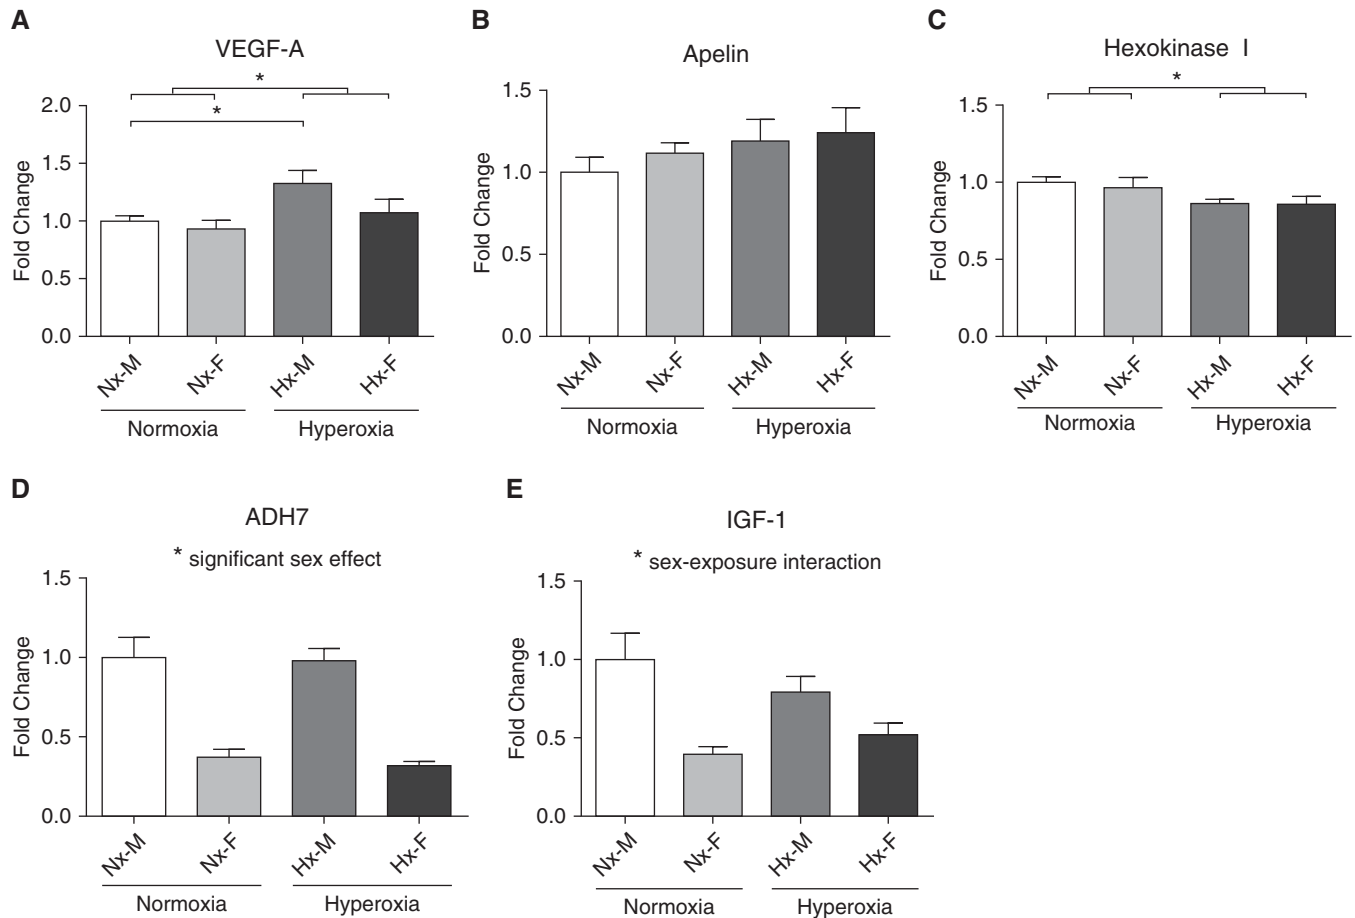 A
VEGF-A
*
*
Fold Change
2.0
1.5
1.0
0.5
0.0
Nx-M
Nx-F
Hx-M
Hx-F
Normoxia
Hyperoxia
B
Apelin
Fold Change
1.5
1.0
0.5
0.0
Nx-M
Nx-F
Hx-M
Hx-F
Normoxia
Hyperoxia
C
Hexokinase I
*
Fold Change
1.5
1.0
0.5
0.0
Nx-M
Nx-F
Hx-M
Hx-F
Normoxia
Hyperoxia
D
ADH7
* significant sex effect
Fold Change
1.5
1.0
0.5
0.0
Nx-M
Nx-F
Hx-M
Hx-F
Normoxia
Hyperoxia
E
IGF-1
* sex-exposure interaction
Fold Change
1.5
1.0
0.5
0.0
Nx-M
Nx-F
Hx-M
Hx-F
Normoxia
Hyperoxia